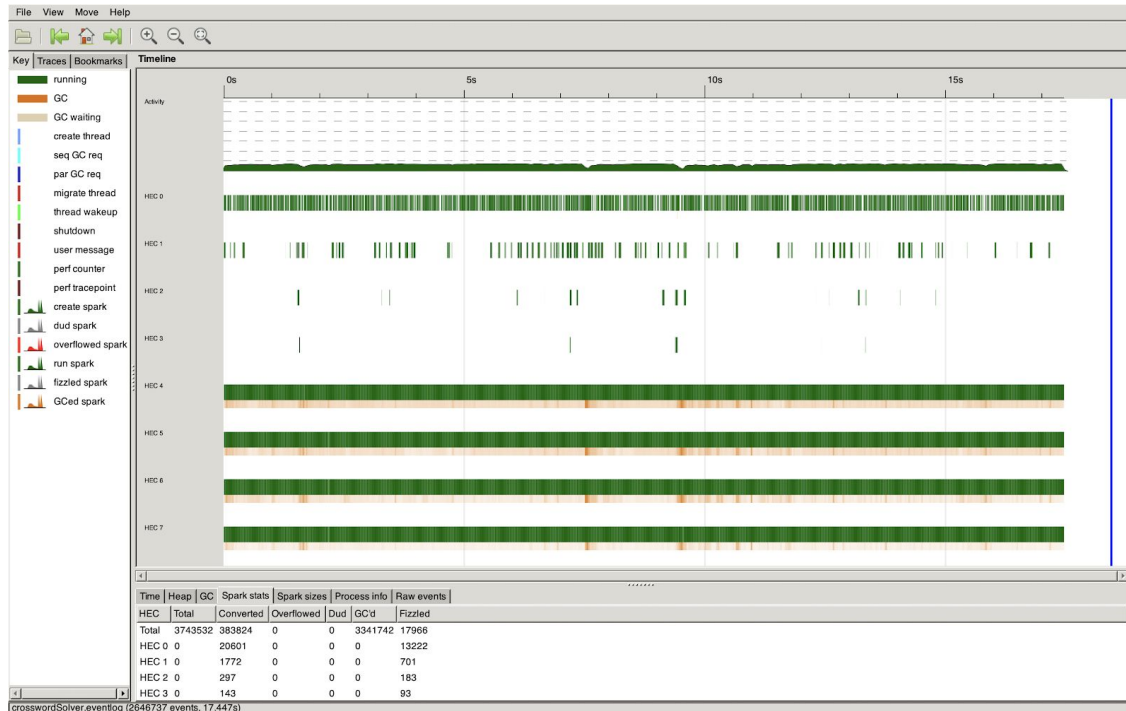 File View Move Help
Key Traces Bookmarks
running
GC
GC waiting
create thread
seq GC req
par GC req
migrate thread
thread wakeup
shutdown
user message
perf counter
perf tracepoint
create spark
dud spark
overflowed spark
run spark
fizzled spark
GCed spark
Timeline
0s 5s 10s 15s
Activity
HEC 0
HEC 1
HEC 2
HEC 3
HEC 4
HEC 5
HEC 6
HEC 7
Time Heap GC Spark stats Spark sizes Process info Raw events
HEC Total Converted Overflowed Dud GC'd Fizzled
Total 3743532 383824 0 0 3341742 17966
HEC 0 0 20601 0 0 0 13222
HEC 1 0 1772 0 0 0 701
HEC 2 0 297 0 0 0 183
HEC 3 0 143 0 0 0 93
crosswordSolver.eventlog (2646737 events, 17.447s)